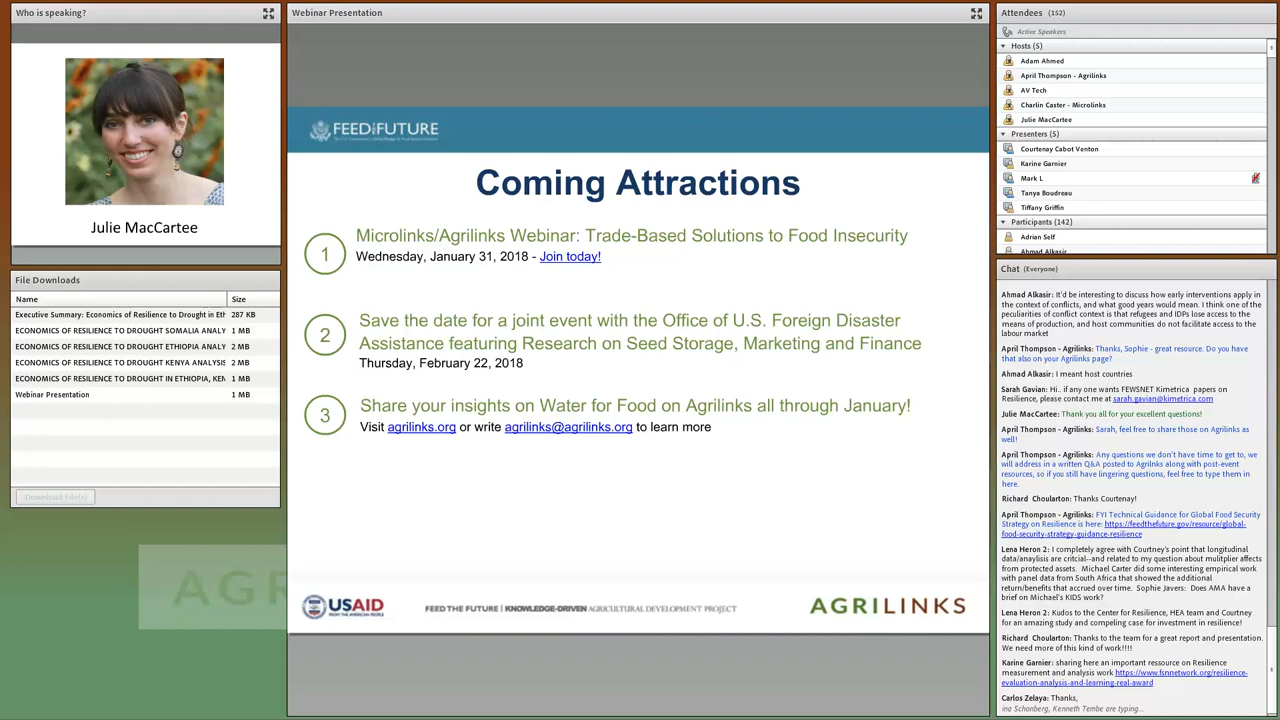 Who is speaking?
Julie MacCartee
File Downloads
Name Size
Executive Summary: Economics of Resilience to Drought in Eth 287 KB
ECONOMICS OF RESILIENCE TO DROUGHT SOMALIA ANALY 1 MB
ECONOMICS OF RESILIENCE TO DROUGHT ETHIOPIA ANALY 2 MB
ECONOMICS OF RESILIENCE TO DROUGHT KENYA ANALYSIS 2 MB
ECONOMICS OF RESILIENCE TO DROUGHT IN ETHIOPIA, KEN 1 MB
Webinar Presentation 1 MB
Download File(s)
AGRI
Webinar Presentation
FEED THE FUTURE
Coming Attractions
1
Microlinks/Agrilinks Webinar: Trade-Based Solutions to Food Insecurity
Wednesday, January 31, 2018 - Join today!
2
Save the date for a joint event with the Office of U.S. Foreign Disaster
Assistance featuring Research on Seed Storage, Marketing and Finance
Thursday, February 22, 2018
3
Share your insights on Water for Food on Agrilinks all through January!
Visit agrilinks.org or write agrilinks@agrilinks.org to learn more
USAID
FROM THE AMERICAN PEOPLE
FEED THE FUTURE | KNOWLEDGE-DRIVEN AGRICULTURAL DEVELOPMENT PROJECT
AGRILINKS
Attendees (152)
Active Speakers
Hosts (5)
Adam Ahmed
April Thompson - Agrilinks
AV Tech
Charlin Caster - Microlinks
Julie MacCartee
Presenters (5)
Courtenay Cabot Venton
Karine Garnier
Mark L
Tanya Boudreau
Tiffany Griffin
Participants (142)
Adrian Self
Ahmad Alkasir
Chat (Everyone)
Ahmad Alkasir: It'd be interesting to discuss how early interventions apply in
the context of conflicts, and what good years would mean. I think one of the
peculiarities of conflict context is that refugees and IDPs lose access to the
means of production, and host communities do not facilitate access to the
labour market
April Thompson - Agrilinks: Thanks, Sophie - great resource. Do you have
that also on your Agrilinks page?
Ahmad Alkasir: I meant host countries
Sarah Gavian: Hi.. if any one wants FEWSNET Kimetrica papers on
Resilience, please contact me at sarah.gavian@kimetrica.com
Julie MacCartee: Thank you all for your excellent questions!
April Thompson - Agrilinks: Sarah, feel free to share those on Agrilinks as
well!
April Thompson - Agrilinks: Any questions we don't have time to get to, we
will address in a written Q&A posted to Agrilnks along with post-event
resources, so if you still have lingering questions, feel free to type them in
here.
Richard Choularton: Thanks Courtenay!
April Thompson - Agrilinks: FYI Technical Guidance for Global Food Security
Strategy on Resilience is here: https://feedthefuture.gov/resource/global-
food-security-strategy-guidance-resilience
Lena Heron 2: I completely agree with Courtney's point that longitudinal
data/anaylisis are critcial--and related to my question about mulitplier affects
from protected assets. Michael Carter did some interesting empirical work
with panel data from South Africa that showed the additional
return/benefits that accrued over time. Sophie Javers: Does AMA have a
brief on Michael's KIDS work?
Lena Heron 2: Kudos to the Center for Resilience, HEA team and Courtney
for an amazing study and compeling case for investment in resilience!
Richard Choularton: Thanks to the team for a great report and presentation.
We need more of this kind of work!!!!
Karine Garnier: sharing here an important ressource on Resilience
measurement and analysis work https://www.fsnnetwork.org/resilience-
evaluation-analysis-and-learning-real-award
Carlos Zelaya: Thanks,
ina Schonberg, Kenneth Tembe are typing...